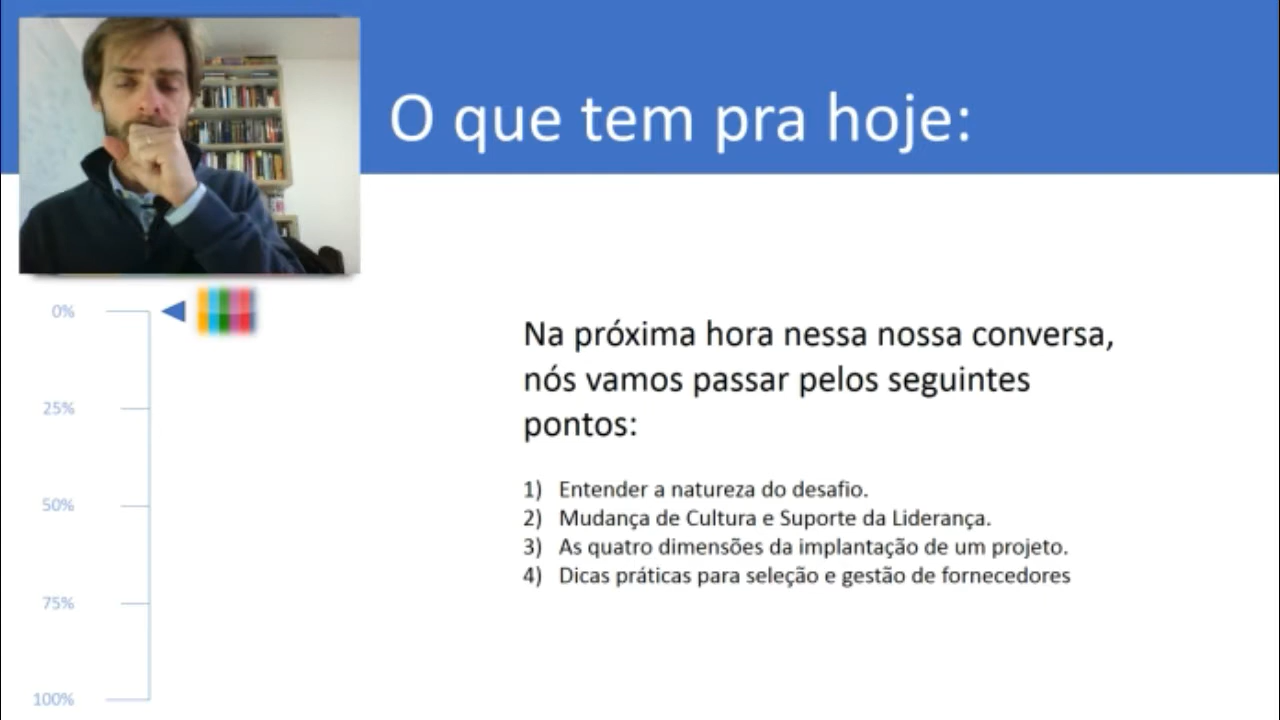 O que tem pra hoje:
0%
25%
50%
75%
100%
Na próxima hora nessa nossa conversa,
nós vamos passar pelos seguintes
pontos:
1) Entender a natureza do desafio.
2) Mudança de Cultura e Suporte da Liderança.
3) As quatro dimensões da implantação de um projeto.
4) Dicas práticas para seleção e gestão de fornecedores